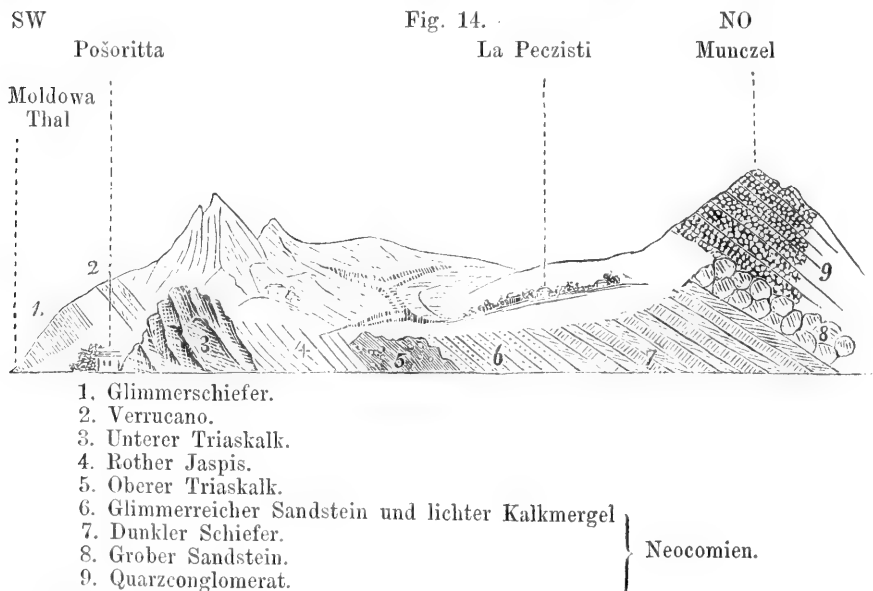 SW Fig. 14. NO
Pošoritta La Peczisti Munczel
Moldowa
Thal
2
1.
9
8
3 4. 5 6 7
1. Glimmerschiefer.
2. Verrucano.
3. Unterer Triaskalk.
4. Rother Jaspis.
5. Oberer Triaskalk.
6. Glimmerreicher Sandstein und lichter Kalkmergel
7. Dunkler Schiefer.
8. Grober Sandstein.
9. Quarzconglomerat.
Neocomien.